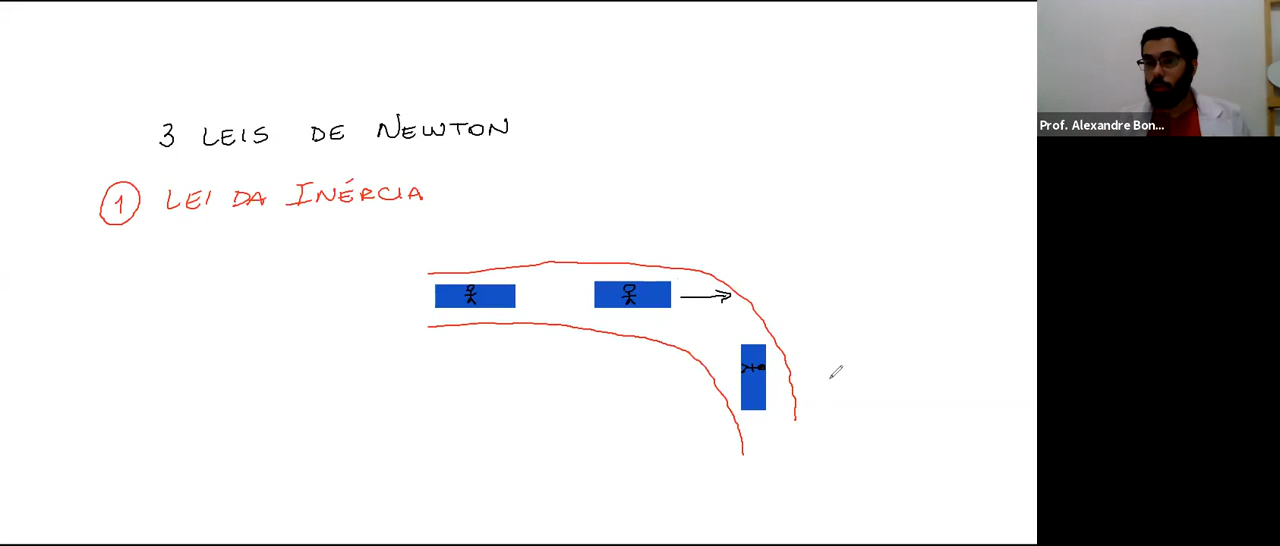 3 LEIS DE NEWTON
1 LEI DA INÉRCIA
Prof. Alexandre Bon...